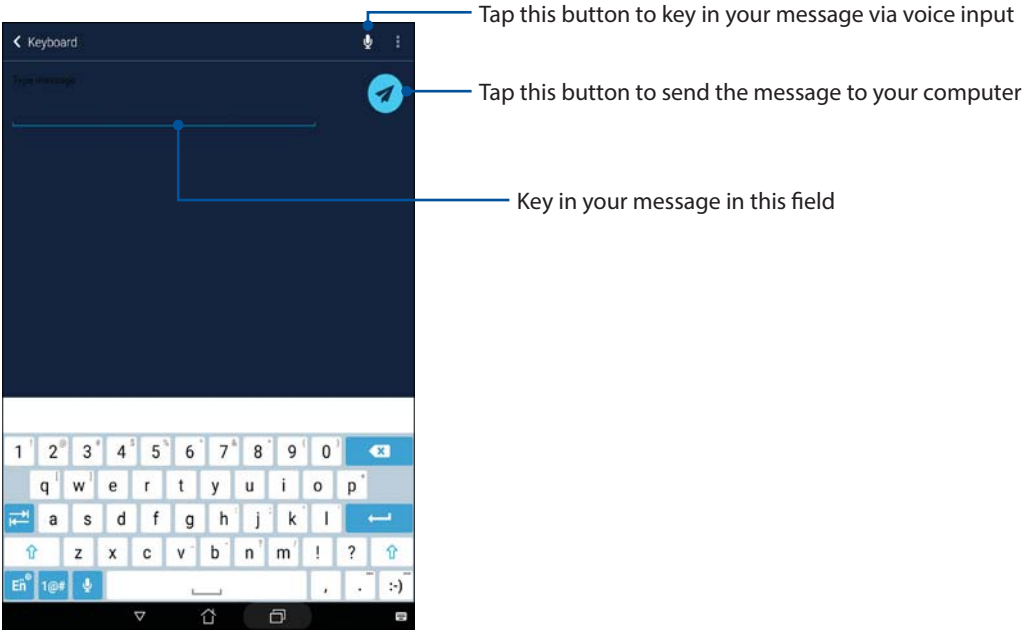 Tap this button to key in your message via voice input
Keyboard
Type message
Tap this button to send the message to your computer
Key in your message in this field
1 2 3 4 5 6 7 8 9 0
q w e r t y u i o p
a s d f g h j k l
z x c v b n m ! ?
En 1@# , . :-)